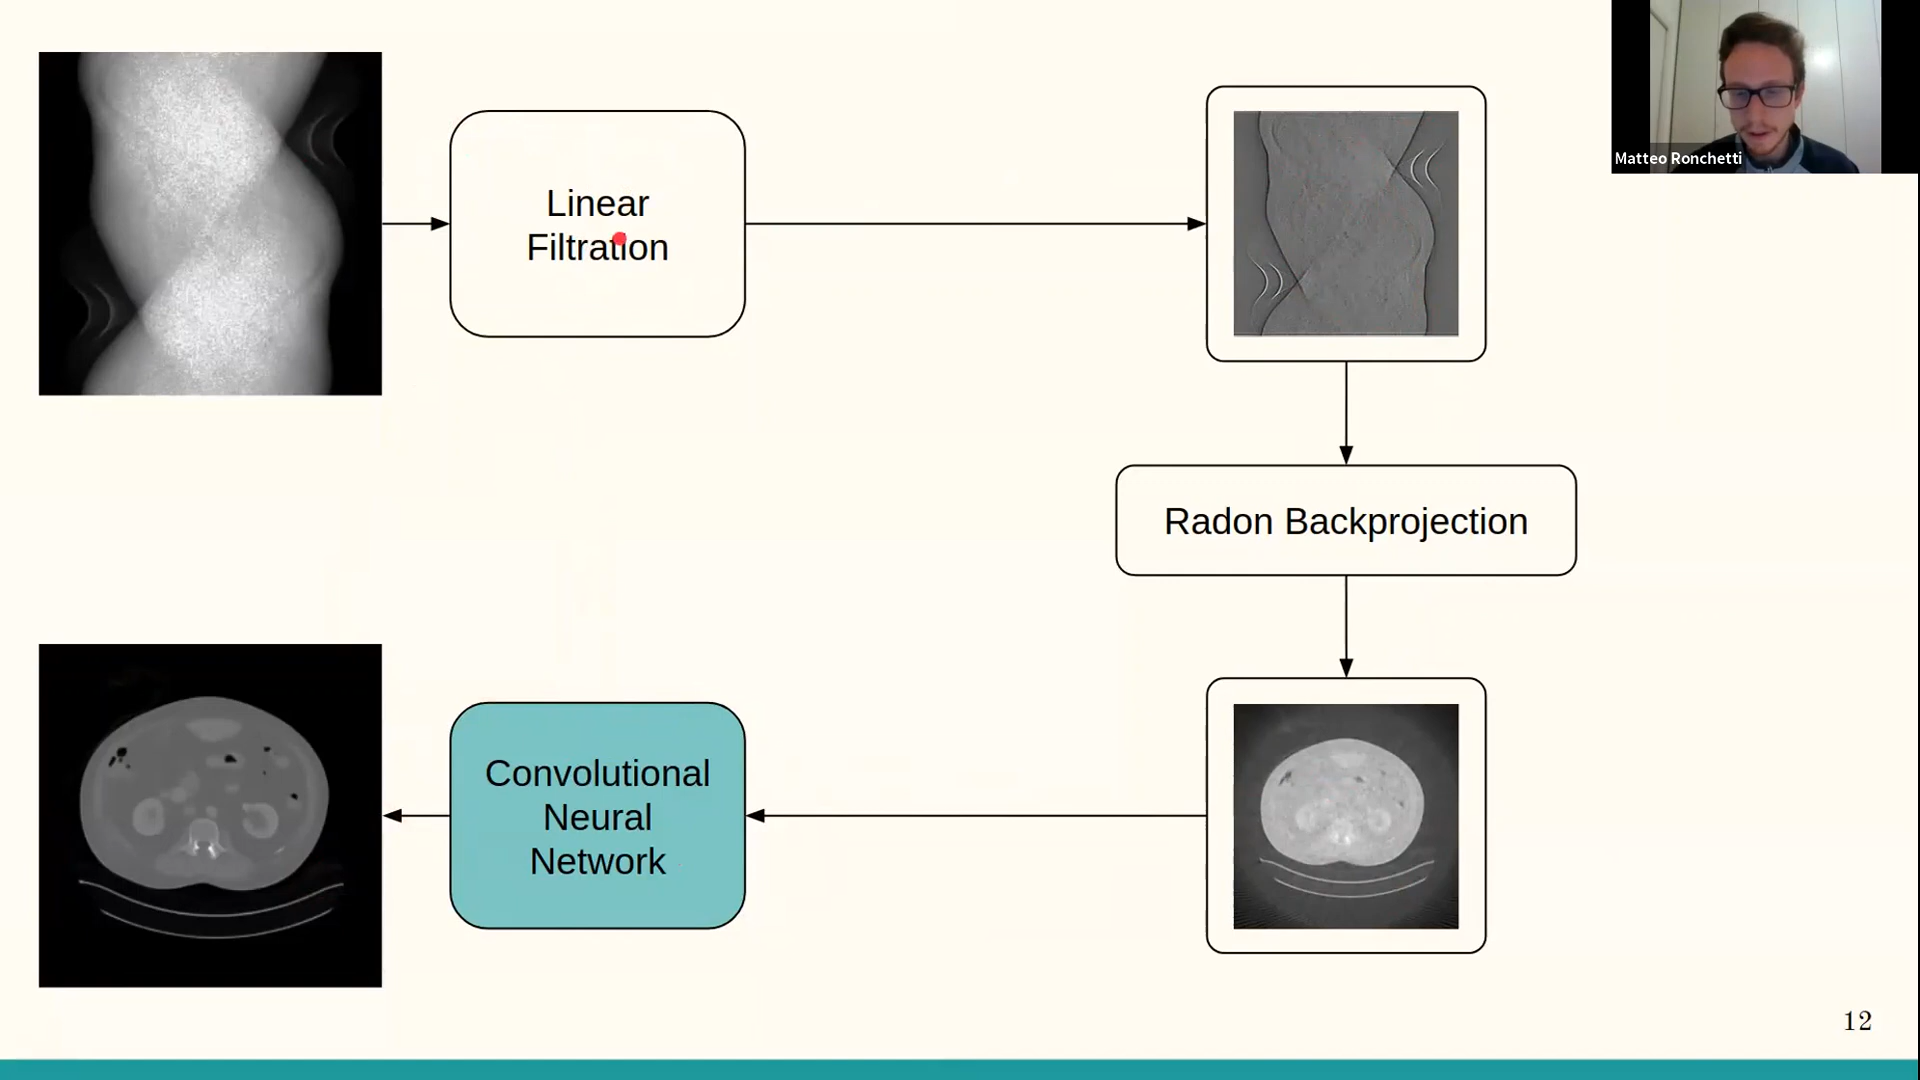 Linear
Filtration
Matteo Ronchetti
Radon Backprojection
Convolutional
Neural
Network
12